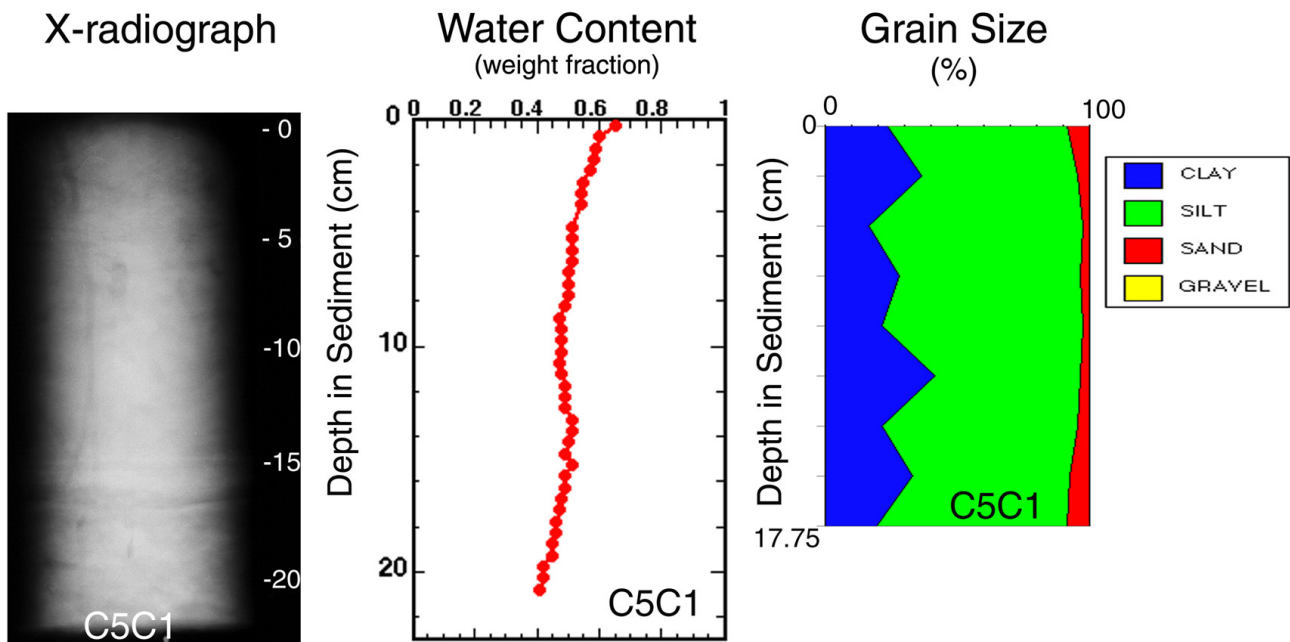 X-radiograph
- 0
- 5
-10
-15
-20
C5C1
Water Content
(weight fraction)
0 0.2 0.4 0.6 0.8 1
Depth in Sediment (cm)
0
10
20
C5C1
Grain Size
(%)
0 100
Depth in Sediment (cm)
0
17.75
C5C1
CLAY
SILT
SAND
GRAVEL